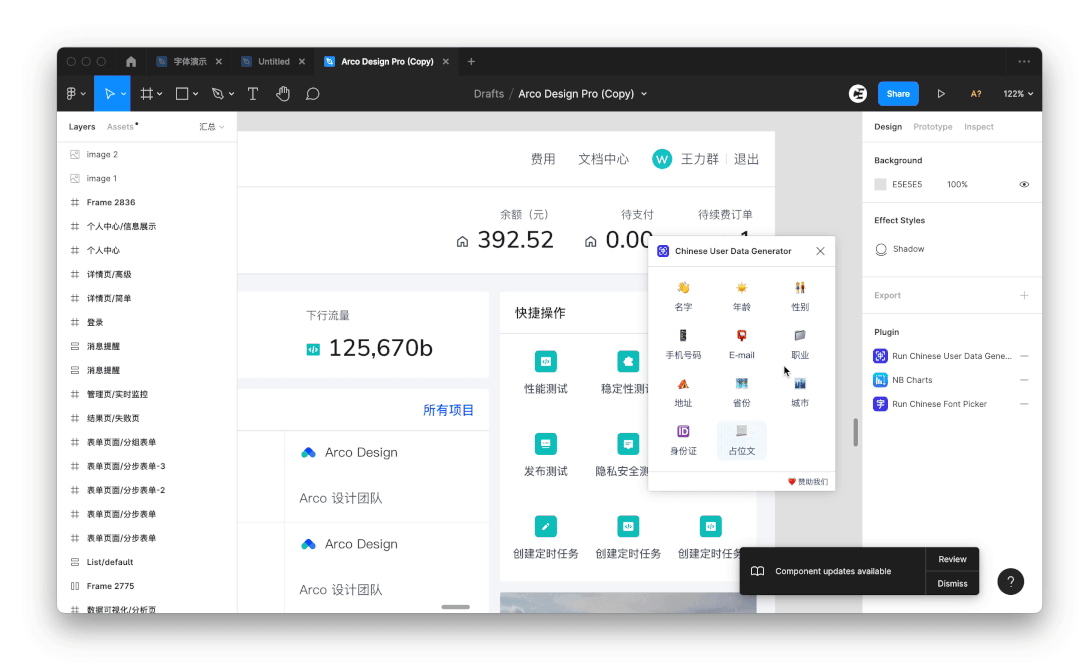 字体演示
Untitled
Arco Design Pro (Copy)
Drafts / Arco Design Pro (Copy)
Share
A?
122%
Layers
Assets
汇总
image 2
image 1
Frame 2836
个人中心/信息展示
个人中心
详情页/高级
详情页/简单
登录
消息提醒
消息提醒
管理页/实时监控
结果页/失败页
表单页面/分组表单
表单页面/分步表单-3
表单页面/分步表单-2
表单页面/分步表单
表单页面/分步表单
List/default
Frame 2775
数据可视化/分析页
费用 文档中心 W 王力群 退出
余额（元） 待支付 待续费订单
392.52 0.00 1
下行流量
125,670b
所有项目
Arco Design
Arco 设计团队
Arco Design
Arco 设计团队
快捷操作
性能测试 稳定性测试
发布测试 隐私安全测
创建定时任务 创建定时任务 创建定时任务
Chinese User Data Generator
名字 年龄 性别
手机号码 E-mail 职业
地址 省份 城市
ID
身份证 占位文
赞助我们
Component updates available
Review
Dismiss
?
Design Prototype Inspect
Background
E5E5E5 100%
Effect Styles
Shadow
Export
Plugin
Run Chinese User Data Gene...
NB Charts
字 Run Chinese Font Picker